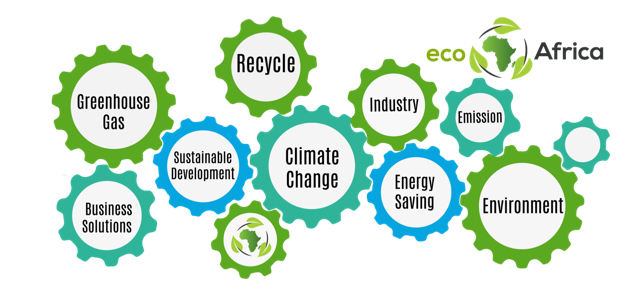 eco Africa
Recycle
Greenhouse
Gas
Industry
Emission
Sustainable
Development
Climate
Change
Energy
Saving
Business
Solutions
Environment